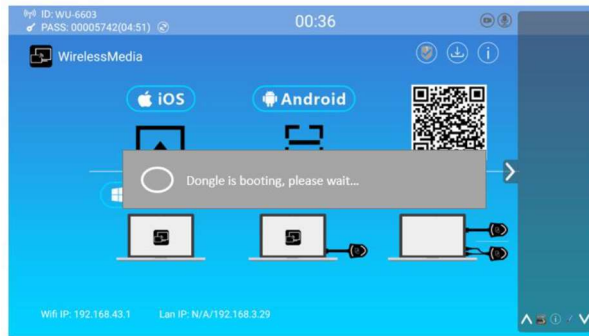 ID: WU-6603
PASS: 00005742(04:51)
00:36
WirelessMedia
iOS
Android
Dongle is booting, please wait...
Wifi IP: 192.168.43.1 Lan IP: N/A/192.168.3.29